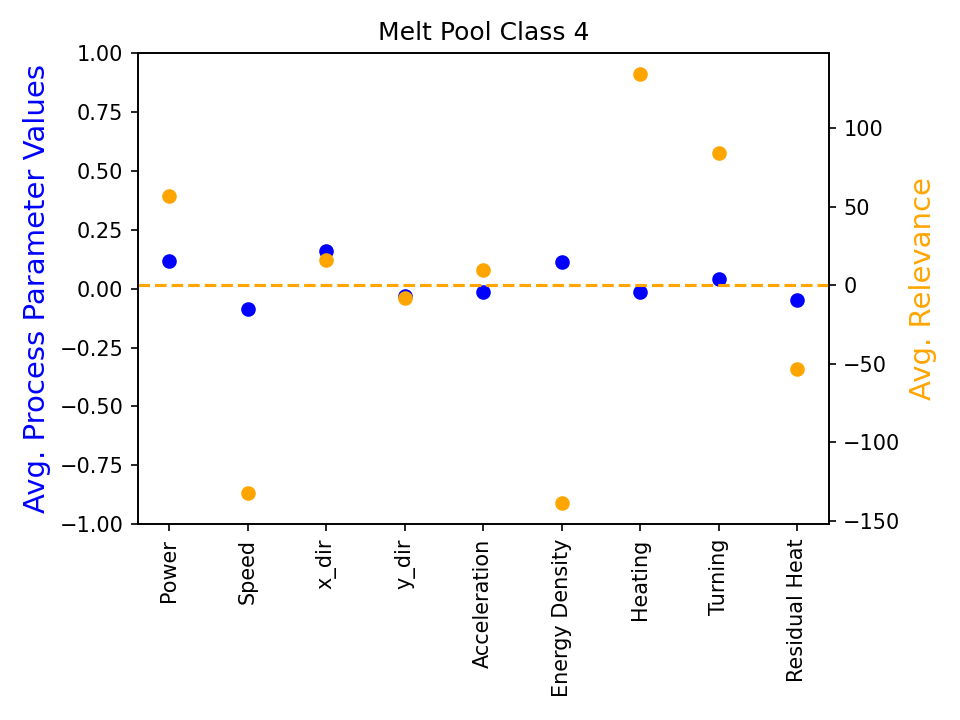 Melt Pool Class 4
Avg. Process Parameter Values
1.00
0.75
0.50
0.25
0.00
−0.25
−0.50
−0.75
−1.00
100
50
0
−50
−100
−150
Avg. Relevance
Power
Speed
x_dir
y_dir
Acceleration
Energy Density
Heating
Turning
Residual Heat